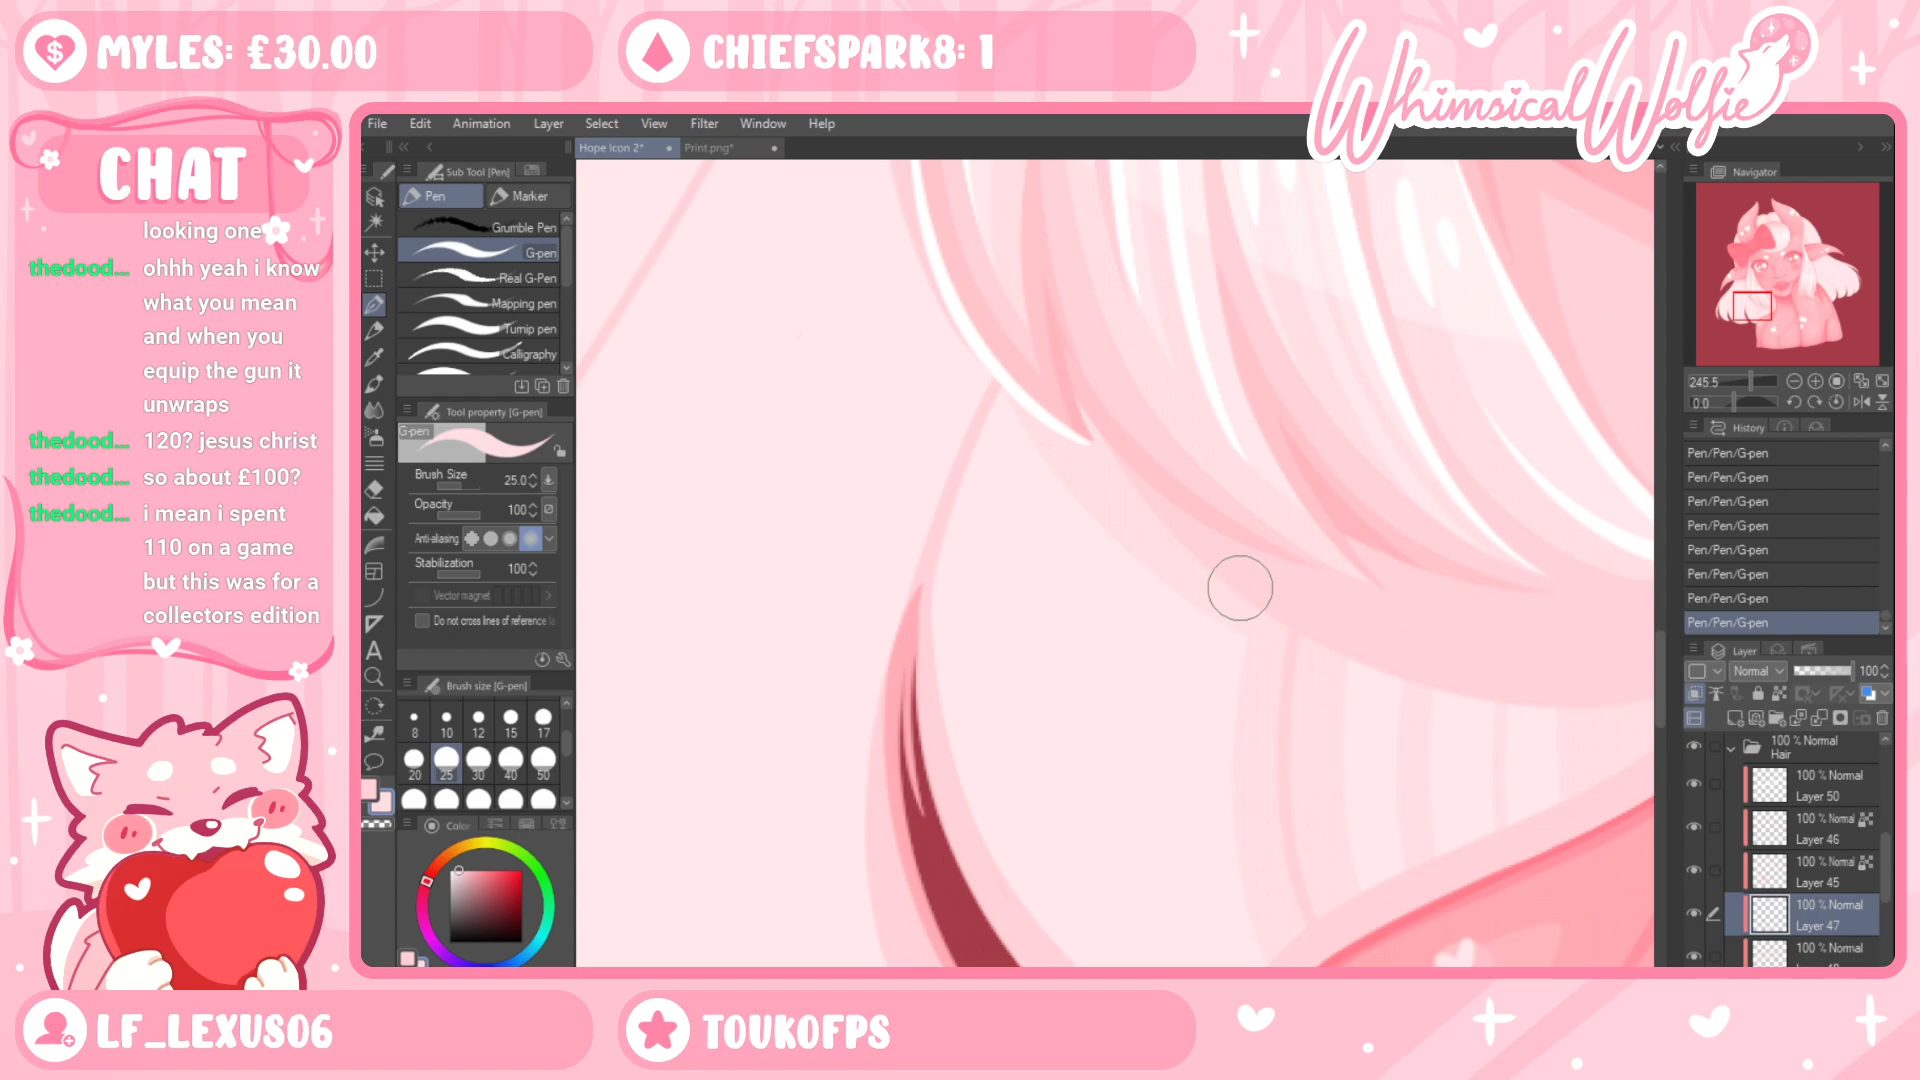 MYLES: £30.00
CHIEFSPARK8: 1
Whimsical Wolfie
CHAT
looking one
thedood... ohhh yeah i know
what you mean
and when you
equip the gun it
unwraps
thedood... 120? jesus christ
thedood... so about £100?
thedood... i mean i spent
110 on a game
but this was for a
collectors edition
File Edit Animation Layer Select View Filter Window Help
Hope Icon 2* Print.png*
Sub Tool [Pen]
Pen Marker
Grumble Pen
G-pen
Real G-Pen
Mapping pen
Turnip pen
Calligraphy
Tool property [G-pen]
G-pen
Brush Size 25.0
Opacity 100
Anti-aliasing
Stabilization 100
Vector magnet
Do not cross lines of reference la
Brush size [G-pen]
8 10 12 15 17
20 25 30 40 50
Color
Navigator
245.5
0.0
History
Pen/Pen/G-pen
Pen/Pen/G-pen
Pen/Pen/G-pen
Pen/Pen/G-pen
Pen/Pen/G-pen
Pen/Pen/G-pen
Pen/Pen/G-pen
Pen/Pen/G-pen
Layer
Normal 100
100 % Normal
Hair
100 % Normal
Layer 50
100 % Normal
Layer 46
100 % Normal
Layer 45
100 % Normal
Layer 47
100 % Normal
LF_LEXUS06
TOUKOFPS